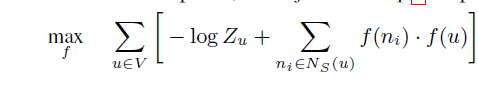 max_f ∑_{u∈V} [ − log Z_u + ∑_{n_i∈N_S(u)} f(n_i) · f(u) ]